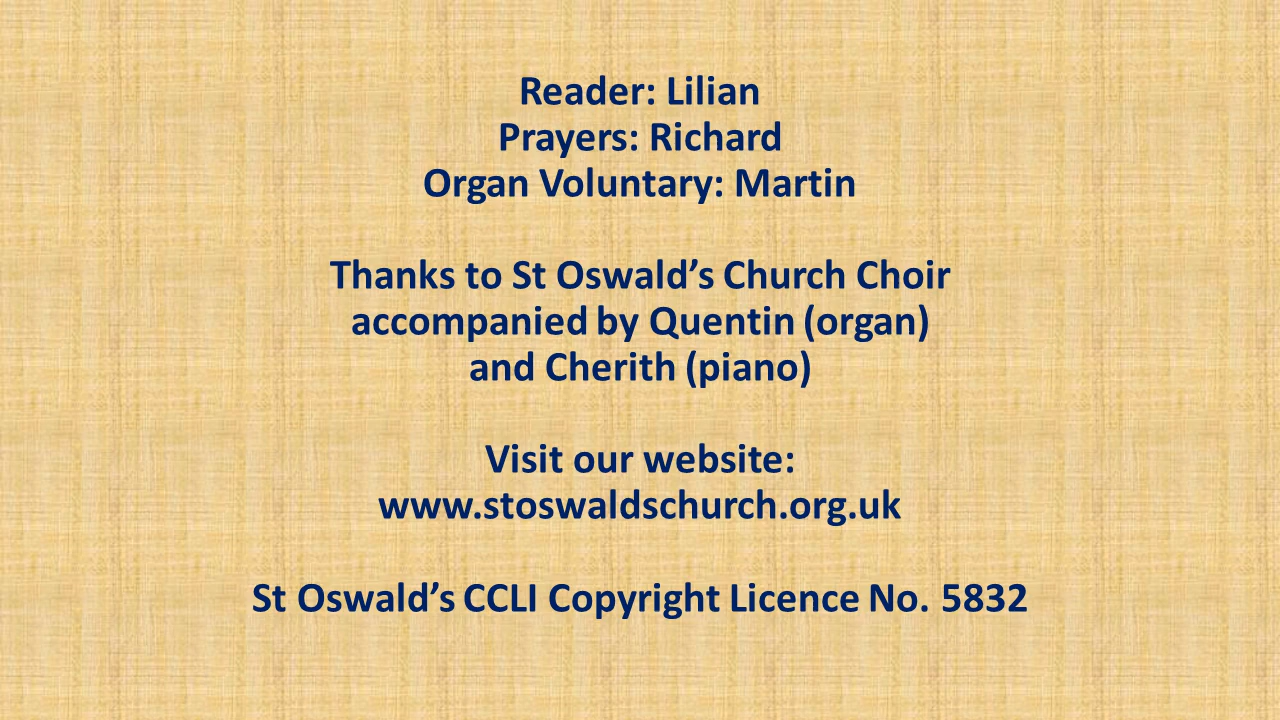 Reader: Lilian
Prayers: Richard
Organ Voluntary: Martin
Thanks to St Oswald’s Church Choir
accompanied by Quentin (organ)
and Cherith (piano)
Visit our website:
www.stoswaldschurch.org.uk
St Oswald’s CCLI Copyright Licence No. 5832